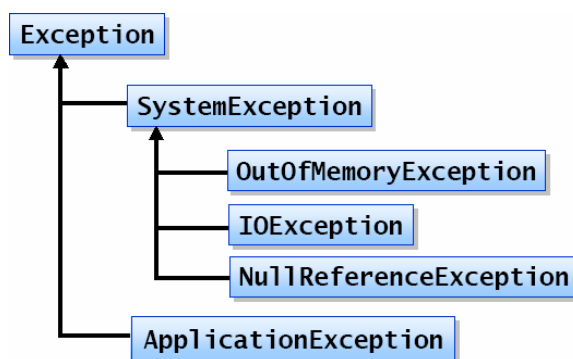 Exception
SystemException
OutOfMemoryException
IOException
NullReferenceException
ApplicationException